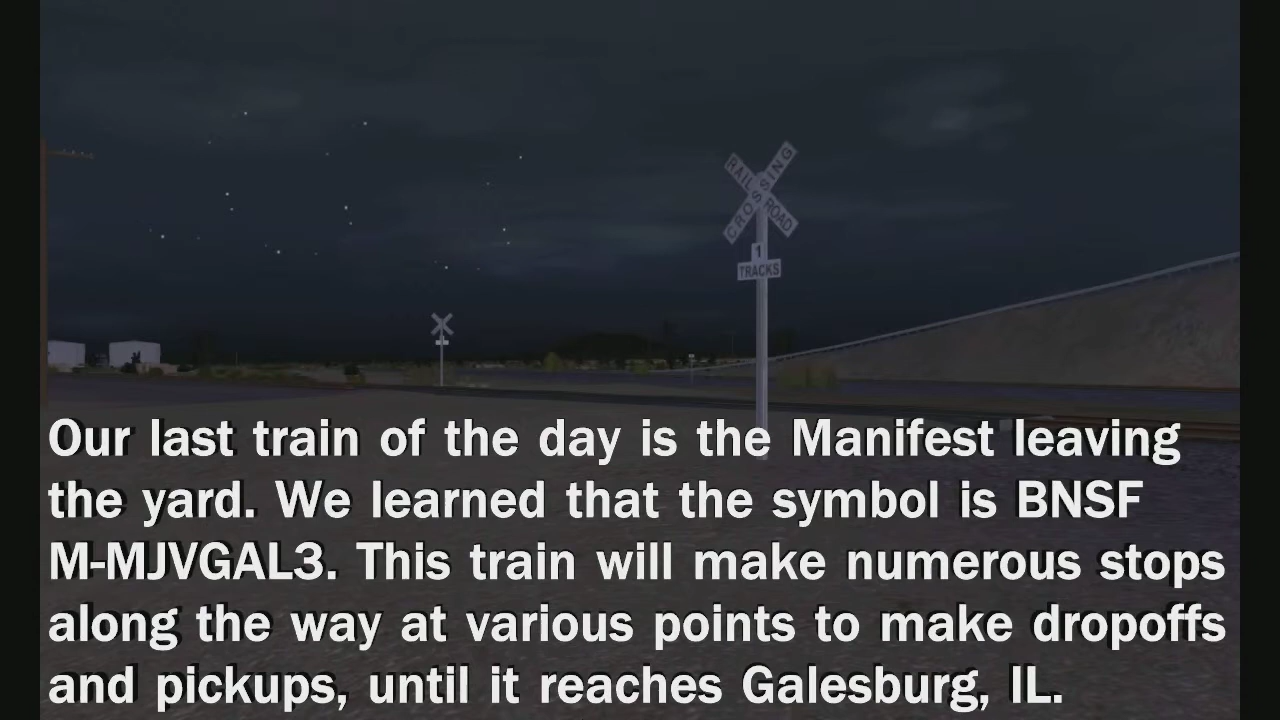 RAIL CROSSING ROAD
1
TRACKS
Our last train of the day is the Manifest leaving
the yard. We learned that the symbol is BNSF
M-MJVGAL3. This train will make numerous stops
along the way at various points to make dropoffs
and pickups, until it reaches Galesburg, IL.